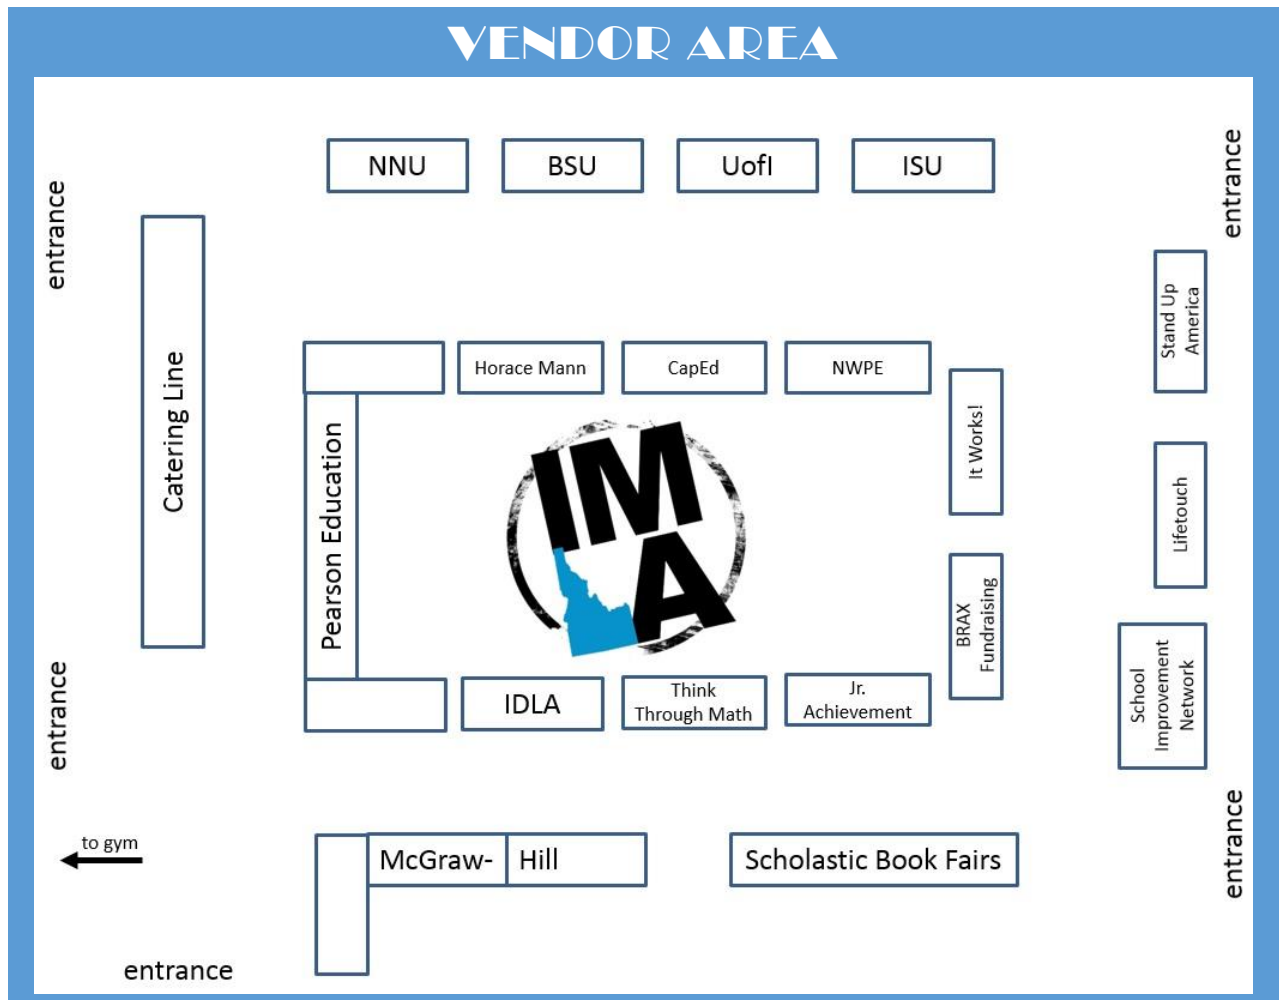 VENDOR AREA
NNU
BSU
UofI
ISU
entrance
entrance
Stand Up
America
Catering Line
Horace Mann
CapEd
NWPE
It Works!
Pearson Education
IM
A
Lifetouch
BRAX
Fundraising
School
Improvement
Network
IDLA
Think
Through Math
Jr.
Achievement
entrance
to gym
McGraw- Hill
Scholastic Book Fairs
entrance
entrance